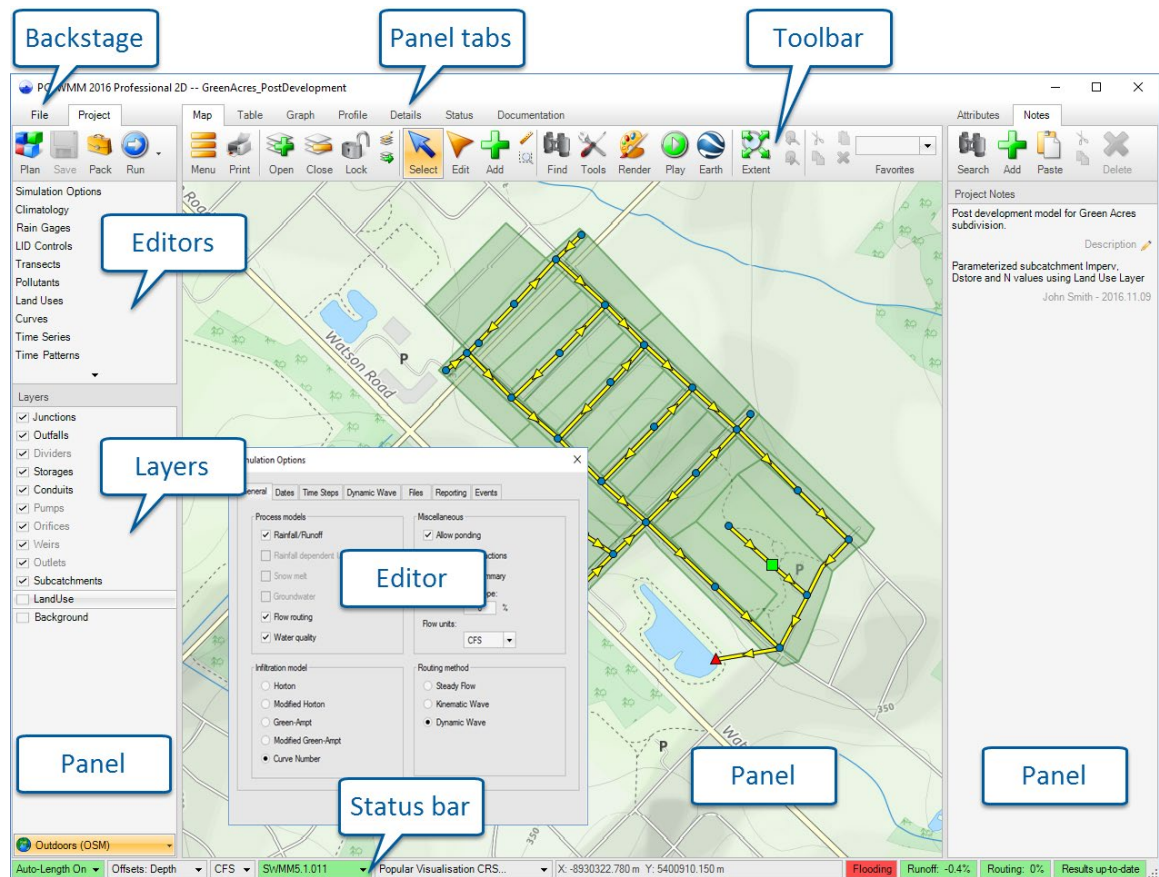 Backstage
Panel tabs
Toolbar
PCSWMM 2016 Professional 2D -- GreenAcres_PostDevelopment
File
Project
Map
Table
Graph
Profile
Details
Status
Documentation
Attributes
Notes
Plan
Save
Pack
Run
Menu
Print
Open
Close
Lock
Select
Edit
Add
Find
Tools
Render
Play
Earth
Extent
Favorites
Search
Add
Paste
Delete
Simulation Options
Climatology
Rain Gages
LID Controls
Transects
Pollutants
Land Uses
Curves
Time Series
Time Patterns
Editors
Layers
Junctions
Outfalls
Dividers
Storages
Conduits
Pumps
Orifices
Weirs
Outlets
Subcatchments
LandUse
Background
Layers
Panel
Outdoors (OSM)
Road
Road
Watson Road
P
P
P
350
350
Simulation Options
General
Dates
Time Steps
Dynamic Wave
Files
Reporting
Events
Process models
Rainfall/Runoff
Rainfall dependent
Snow melt
Groundwater
Flow routing
Water quality
Miscellaneous
Allow ponding
Flow units:
CFS
Editor
Infiltration model
Horton
Modified Horton
Green-Ampt
Modified Green-Ampt
Curve Number
Routing method
Steady Flow
Kinematic Wave
Dynamic Wave
Status bar
Panel
Project Notes
Post development model for Green Acres
subdivision.
Description
Parameterized subcatchment Imperv,
Dstore and N values using Land Use Layer
John Smith - 2016.11.09
Panel
Auto-Length On
Offsets: Depth
CFS
SWMM5.1.011
Popular Visualisation CRS...
X: -8930322.780 m Y: 5400910.150 m
Flooding
Runoff: -0.4%
Routing: 0%
Results up-to-date